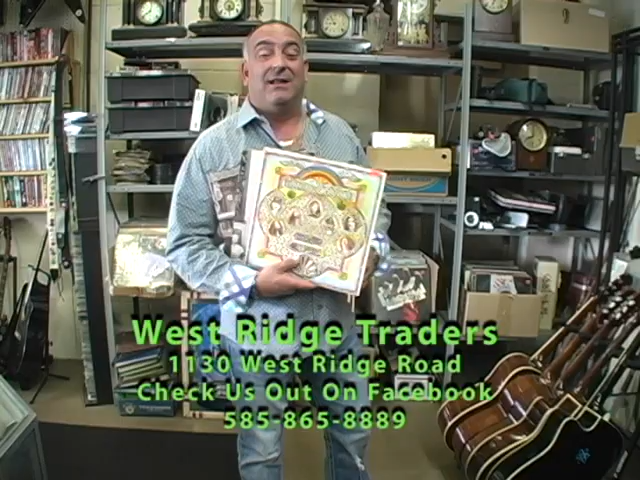 West Ridge Traders
1130 West Ridge Road
Check Us Out On Facebook
585-865-8889